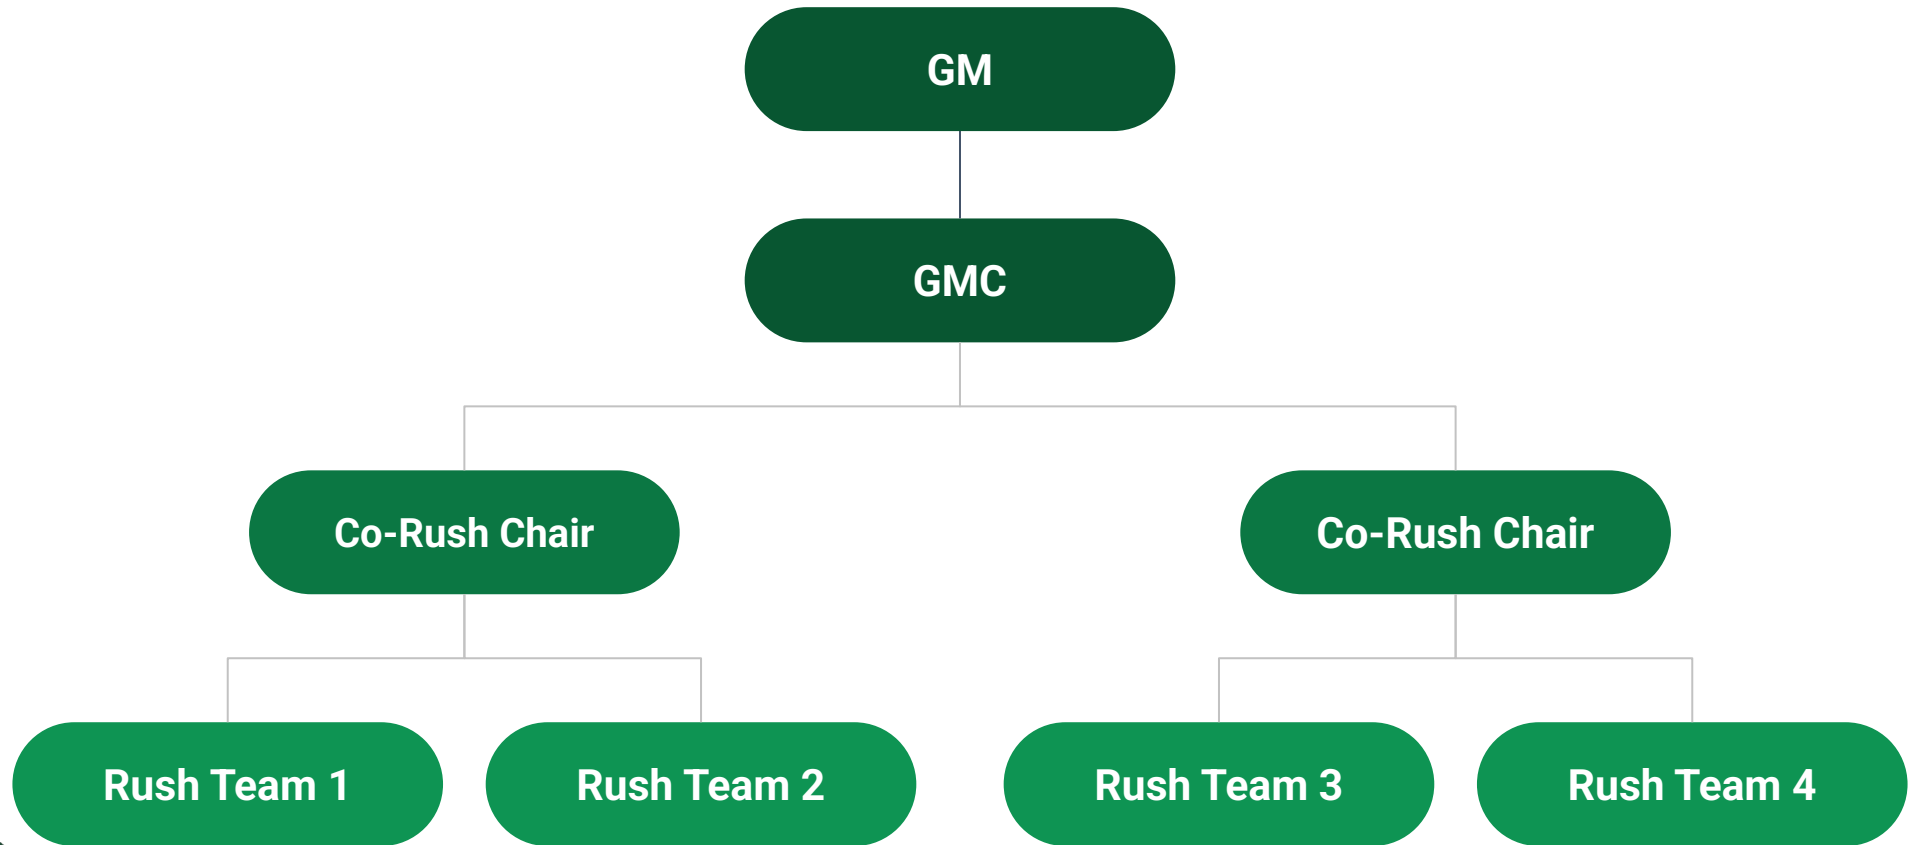 GM
GMC
Co-Rush Chair
Co-Rush Chair
Rush Team 1
Rush Team 2
Rush Team 3
Rush Team 4